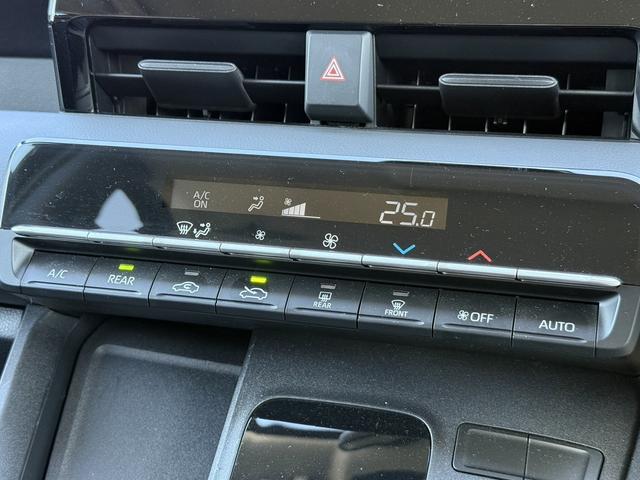 A/C
ON
25.0
A/C
REAR
REAR
FRONT
OFF
AUTO